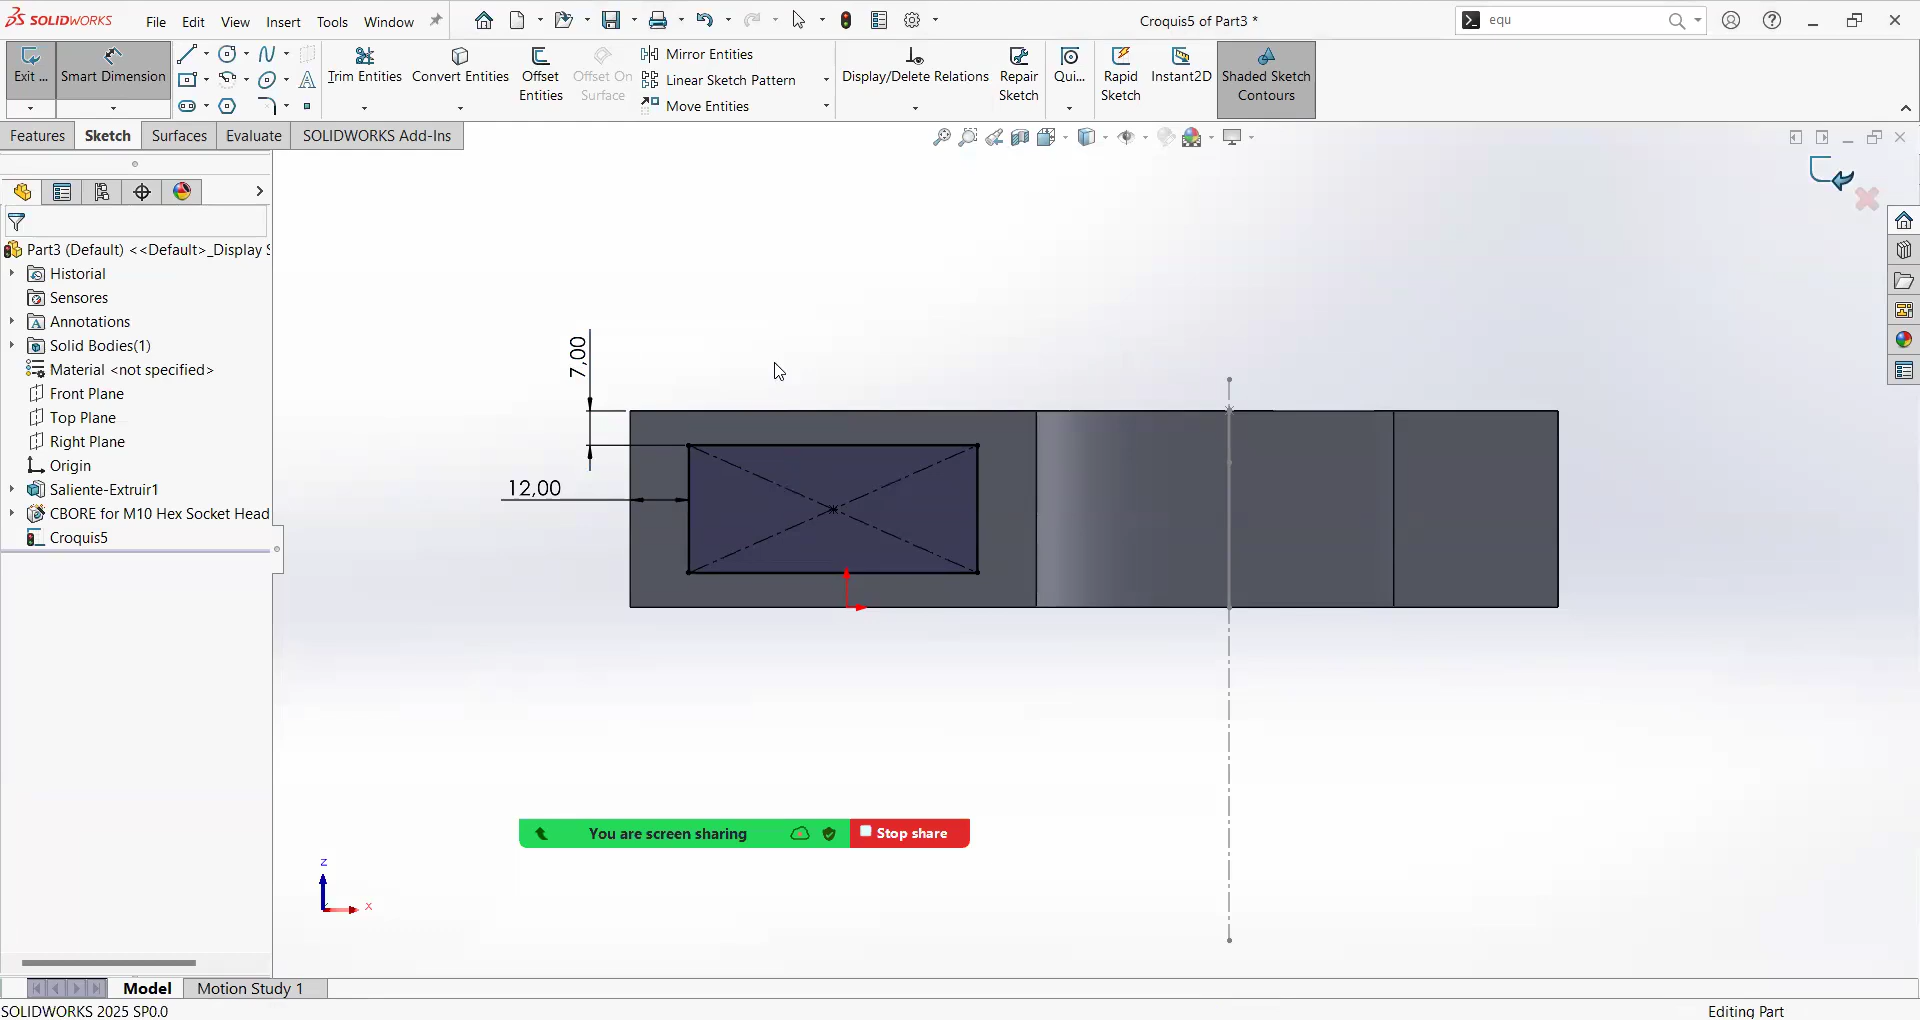 SOLIDWORKS
File Edit View Insert Tools Window
Croquis5 of Part3 *
equ
Exit ...
Smart Dimension
Trim Entities
Convert Entities
Offset Entities
Offset On Surface
Mirror Entities
Linear Sketch Pattern
Move Entities
Display/Delete Relations
Repair Sketch
Qui...
Rapid Sketch
Instant2D
Shaded Sketch Contours
Features Sketch Surfaces Evaluate SOLIDWORKS Add-Ins
Part3 (Default) <<Default>_Display S
Historial
Sensores
Annotations
Solid Bodies(1)
Material <not specified>
Front Plane
Top Plane
Right Plane
Origin
Saliente-Extruir1
CBORE for M10 Hex Socket Head
Croquis5
7,00
12,00
You are screen sharing
Stop share
z
x
Model Motion Study 1
SOLIDWORKS 2025 SP0.0
Editing Part